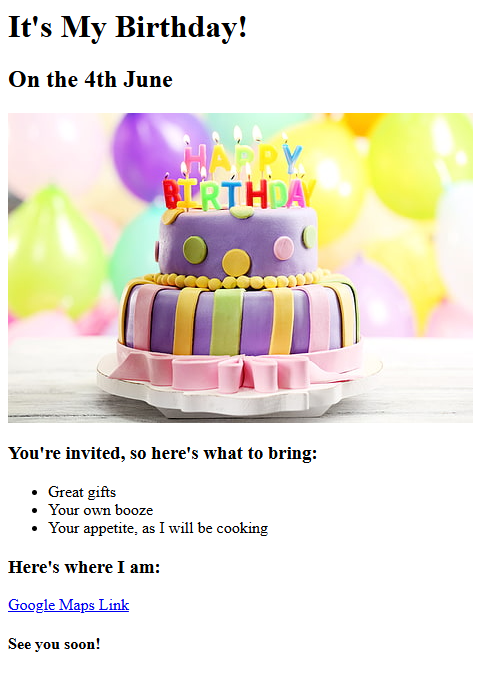 It's My Birthday!
On the 4th June
HAPPY
BIRTHDAY
You're invited, so here's what to bring:
Great gifts
Your own booze
Your appetite, as I will be cooking
Here's where I am:
Google Maps Link
See you soon!